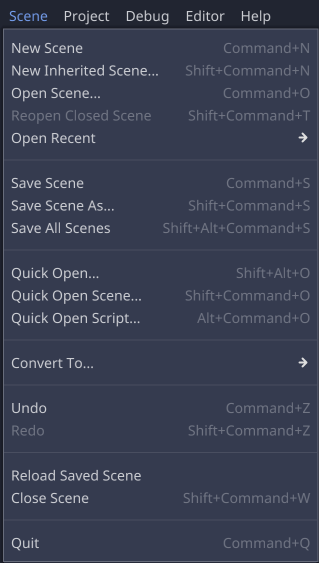 Scene Project Debug Editor Help
New Scene Command+N
New Inherited Scene... Shift+Command+N
Open Scene... Command+O
Reopen Closed Scene Shift+Command+T
Open Recent
Save Scene Command+S
Save Scene As... Shift+Command+S
Save All Scenes Shift+Alt+Command+S
Quick Open... Shift+Alt+O
Quick Open Scene... Shift+Command+O
Quick Open Script... Alt+Command+O
Convert To...
Undo Command+Z
Redo Shift+Command+Z
Reload Saved Scene
Close Scene Shift+Command+W
Quit Command+Q